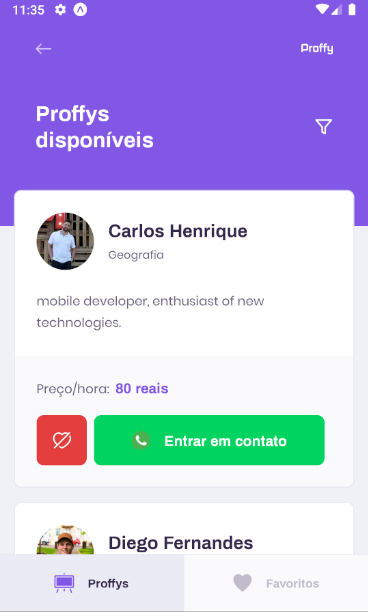 11:35
Proffy
Proffys
disponíveis
Carlos Henrique
Geografia
mobile developer, enthusiast of new
technologies.
Preço/hora: 80 reais
Entrar em contato
Diego Fernandes
Proffys
Favoritos